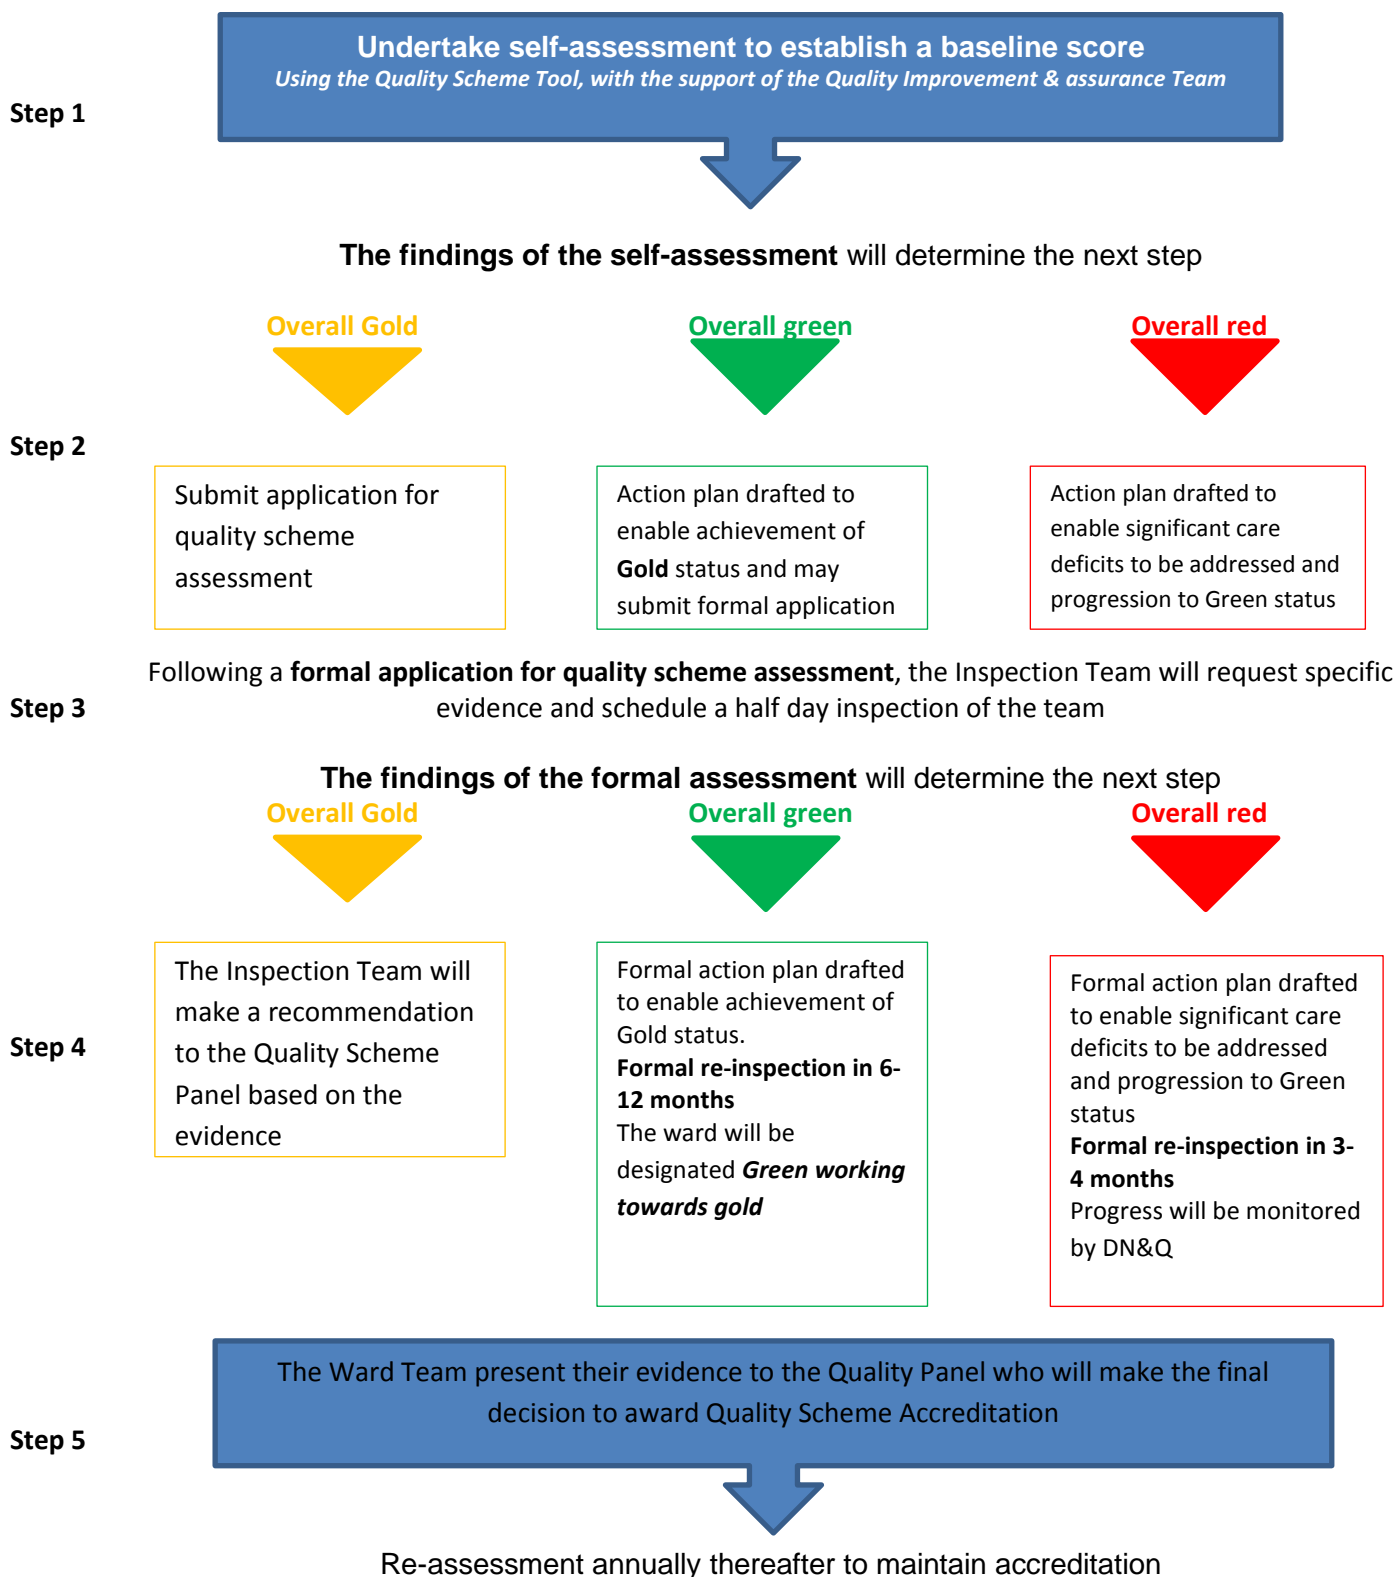 Undertake self-assessment to establish a baseline score
Using the Quality Scheme Tool, with the support of the Quality Improvement & assurance Team
Step 1
The findings of the self-assessment will determine the next step
Overall Gold
Overall green
Overall red
Step 2
Submit application for
quality scheme
assessment
Action plan drafted to
enable achievement of
Gold status and may
submit formal application
Action plan drafted to
enable significant care
deficits to be addressed and
progression to Green status
Following a formal application for quality scheme assessment, the Inspection Team will request specific
Step 3
evidence and schedule a half day inspection of the team
The findings of the formal assessment will determine the next step
Overall Gold
Overall green
Overall red
Step 4
The Inspection Team will
make a recommendation
to the Quality Scheme
Panel based on the
evidence
Formal action plan drafted
to enable achievement of
Gold status.
Formal re-inspection in 6-
12 months
The ward will be
designated Green working
towards gold
Formal action plan drafted
to enable significant care
deficits to be addressed
and progression to Green
status
Formal re-inspection in 3-
4 months
Progress will be monitored
by DN&Q
The Ward Team present their evidence to the Quality Panel who will make the final
decision to award Quality Scheme Accreditation
Step 5
Re-assessment annually thereafter to maintain accreditation